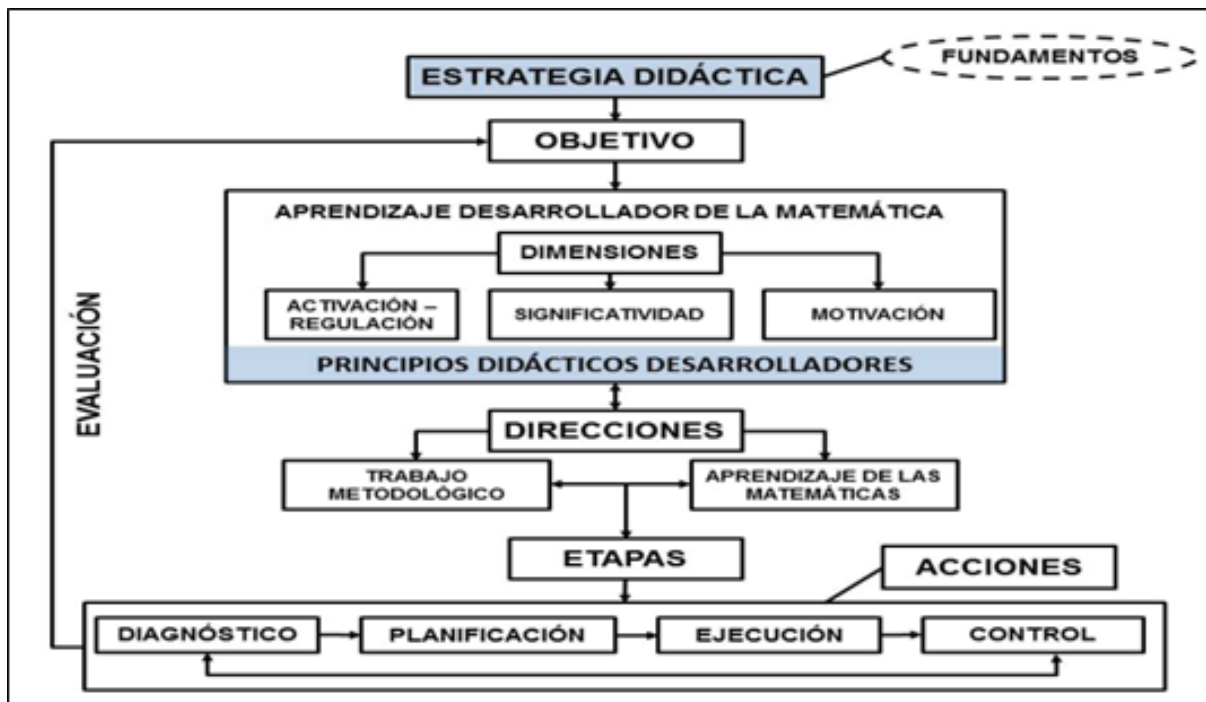 FUNDAMENTOS
ESTRATEGIA DIDÁCTICA
OBJETIVO
APRENDIZAJE DESARROLLADOR DE LA MATEMÁTICA
DIMENSIONES
ACTIVACIÓN –
REGULACIÓN
SIGNIFICATIVIDAD
MOTIVACIÓN
PRINCIPIOS DIDÁCTICOS DESARROLLADORES
EVALUACIÓN
DIRECCIONES
TRABAJO
METODOLÓGICO
APRENDIZAJE DE LAS
MATEMÁTICAS
ETAPAS
ACCIONES
DIAGNÓSTICO
PLANIFICACIÓN
EJECUCIÓN
CONTROL